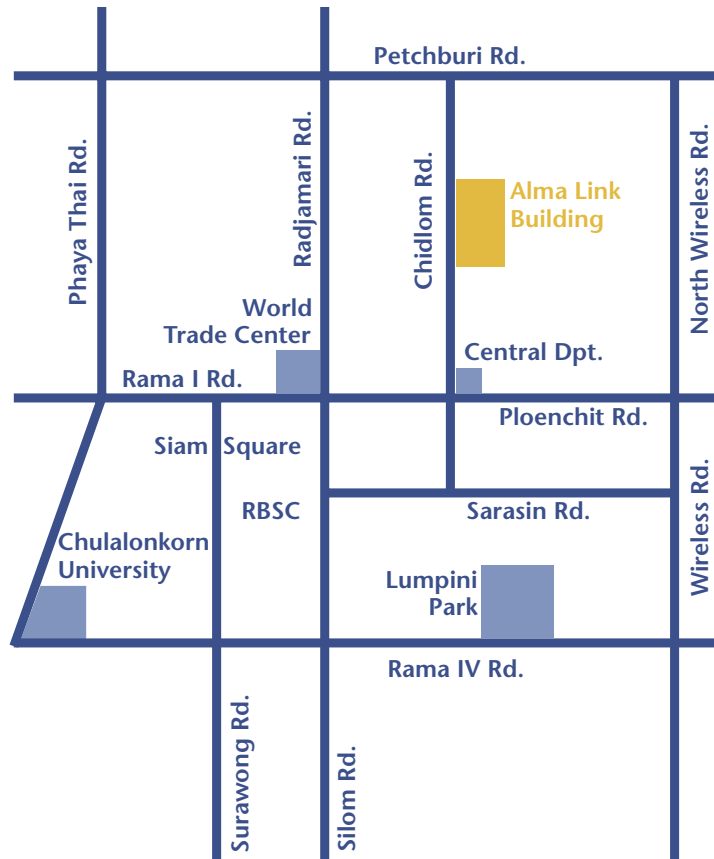 Petchburi Rd.
Phaya Thai Rd.
Radjamari Rd.
Chidlom Rd.
North Wireless Rd.
Alma Link
Building
World
Trade Center
Central Dpt.
Rama I Rd.
Ploenchit Rd.
Siam Square
RBSC
Sarasin Rd.
Wireless Rd.
Chulalonkorn
University
Lumpini
Park
Rama IV Rd.
Surawong Rd.
Silom Rd.